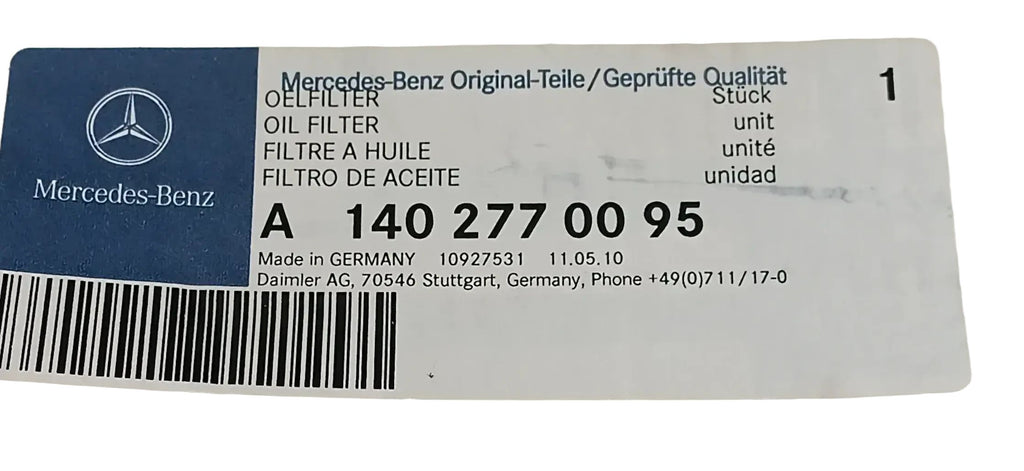 Mercedes-Benz
Mercedes-Benz Original-Teile/Geprüfte Qualität
1
OELFILTER Stück
OIL FILTER unit
FILTRE A HUILE unité
FILTRO DE ACEITE unidad
A 140 277 00 95
Made in GERMANY 10927531 11.05.10
Daimler AG, 70546 Stuttgart, Germany, Phone +49(0)711/17-0